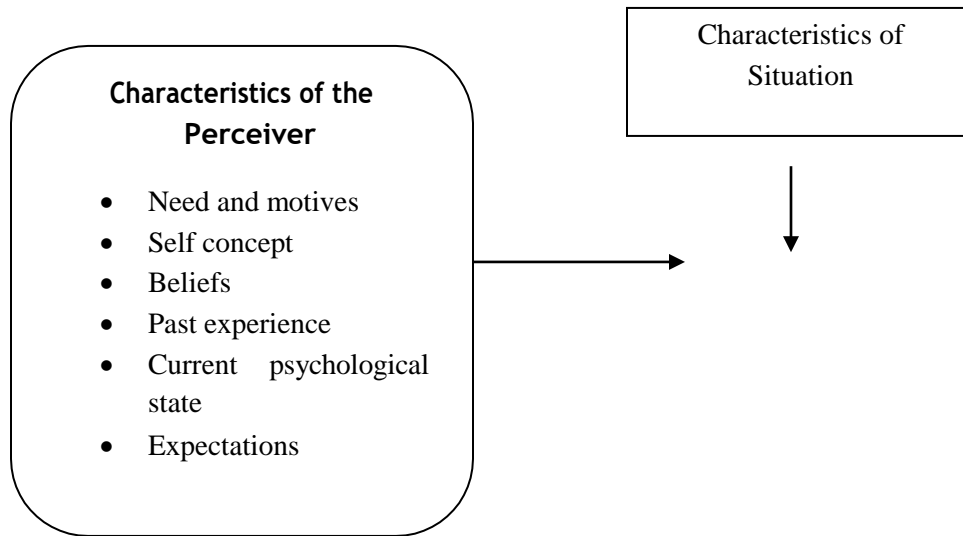 Characteristics of the
Perceiver
• Need and motives
• Self concept
• Beliefs
• Past experience
• Current psychological
state
• Expectations
Characteristics of
Situation